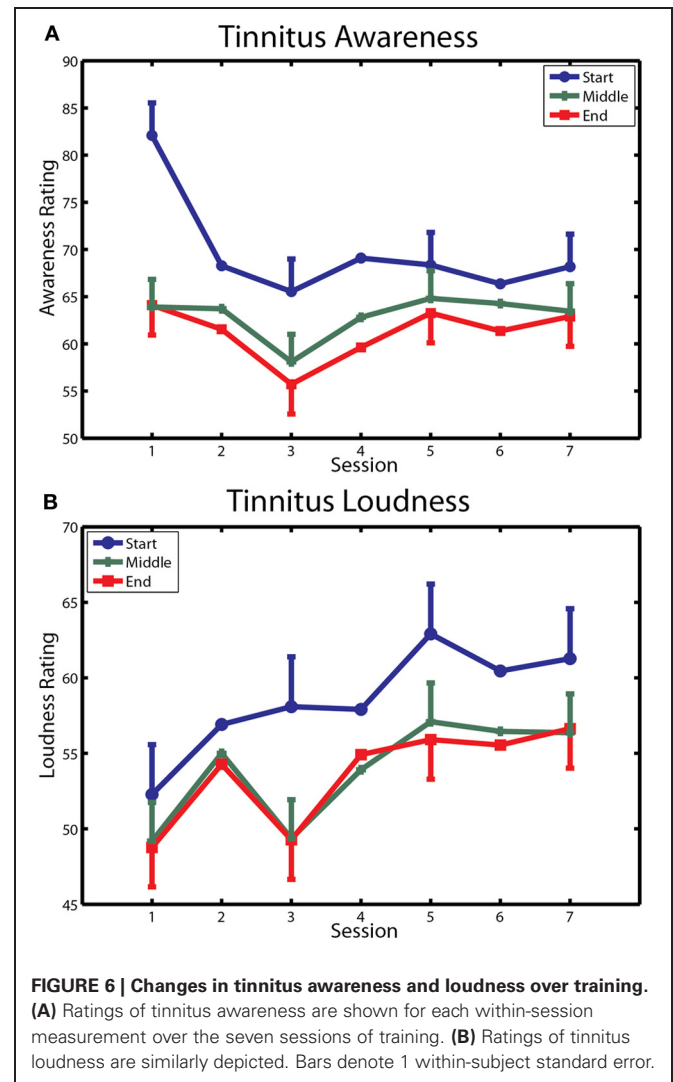 A
Tinnitus Awareness
90
85
80
75
70
65
60
55
50
Awareness Rating
Start
Middle
End
1 2 3 4 5 6 7
Session
B
Tinnitus Loudness
70
65
60
55
50
45
Loudness Rating
Start
Middle
End
1 2 3 4 5 6 7
Session
FIGURE 6 | Changes in tinnitus awareness and loudness over training.
(A) Ratings of tinnitus awareness are shown for each within-session
measurement over the seven sessions of training. (B) Ratings of tinnitus
loudness are similarly depicted. Bars denote 1 within-subject standard error.